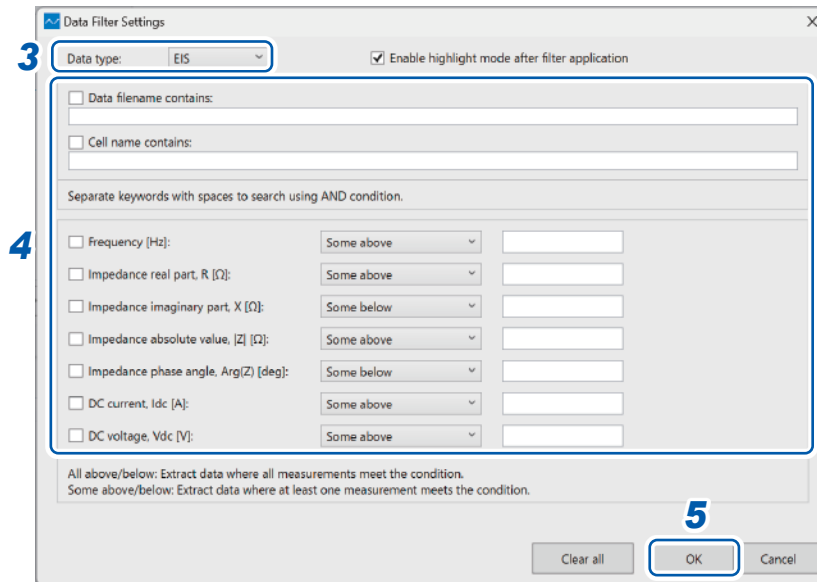 Data Filter Settings
3 Data type: EIS Enable highlight mode after filter application
Data filename contains:
Cell name contains:
Separate keywords with spaces to search using AND condition.
4
Frequency [Hz]: Some above
Impedance real part, R [Ω]: Some above
Impedance imaginary part, X [Ω]: Some below
Impedance absolute value, |Z| [Ω]: Some above
Impedance phase angle, Arg(Z) [deg]: Some below
DC current, Idc [A]: Some above
DC voltage, Vdc [V]: Some above
All above/below: Extract data where all measurements meet the condition.
Some above/below: Extract data where at least one measurement meets the condition.
5
Clear all OK Cancel